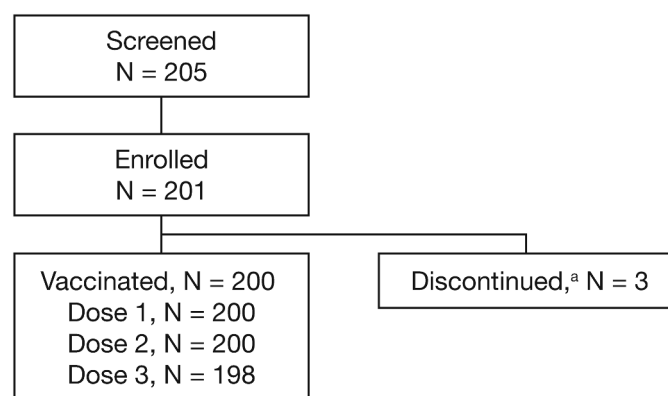 Screened
N = 205
Enrolled
N = 201
Vaccinated, N = 200
Dose 1, N = 200
Dose 2, N = 200
Dose 3, N = 198
Discontinued,ᵃ N = 3